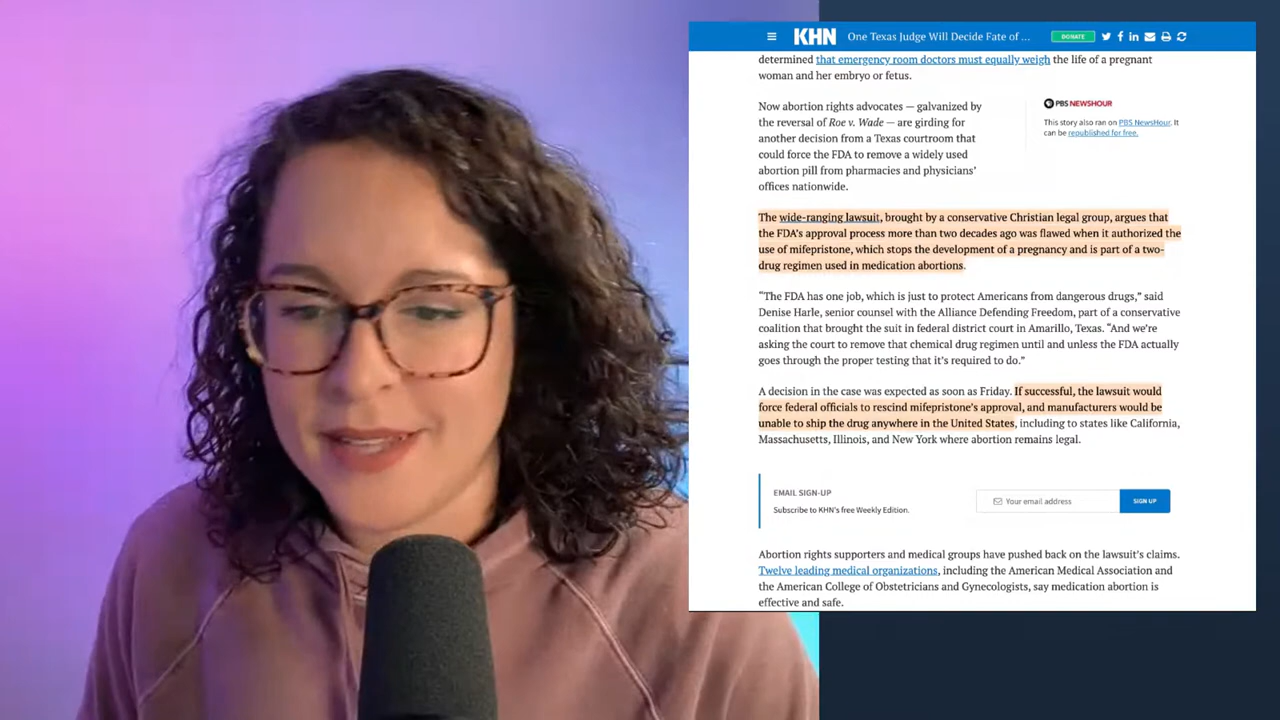 KHN One Texas Judge Will Decide Fate of ... DONATE
determined that emergency room doctors must equally weigh the life of a pregnant
woman and her embryo or fetus.
Now abortion rights advocates — galvanized by
the reversal of Roe v. Wade — are girding for
another decision from a Texas courtroom that
could force the FDA to remove a widely used
abortion pill from pharmacies and physicians’
offices nationwide.
PBS NEWSHOUR
This story also ran on PBS NewsHour. It
can be republished for free.
The wide-ranging lawsuit, brought by a conservative Christian legal group, argues that
the FDA’s approval process more than two decades ago was flawed when it authorized the
use of mifepristone, which stops the development of a pregnancy and is part of a two-
drug regimen used in medication abortions.
“The FDA has one job, which is just to protect Americans from dangerous drugs,” said
Denise Harle, senior counsel with the Alliance Defending Freedom, part of a conservative
coalition that brought the suit in federal district court in Amarillo, Texas. “And we’re
asking the court to remove that chemical drug regimen until and unless the FDA actually
goes through the proper testing that it’s required to do.”
A decision in the case was expected as soon as Friday. If successful, the lawsuit would
force federal officials to rescind mifepristone’s approval, and manufacturers would be
unable to ship the drug anywhere in the United States, including to states like California,
Massachusetts, Illinois, and New York where abortion remains legal.
EMAIL SIGN-UP
Subscribe to KHN’s free Weekly Edition.
Your email address
SIGN UP
Abortion rights supporters and medical groups have pushed back on the lawsuit’s claims.
Twelve leading medical organizations, including the American Medical Association and
the American College of Obstetricians and Gynecologists, say medication abortion is
effective and safe.